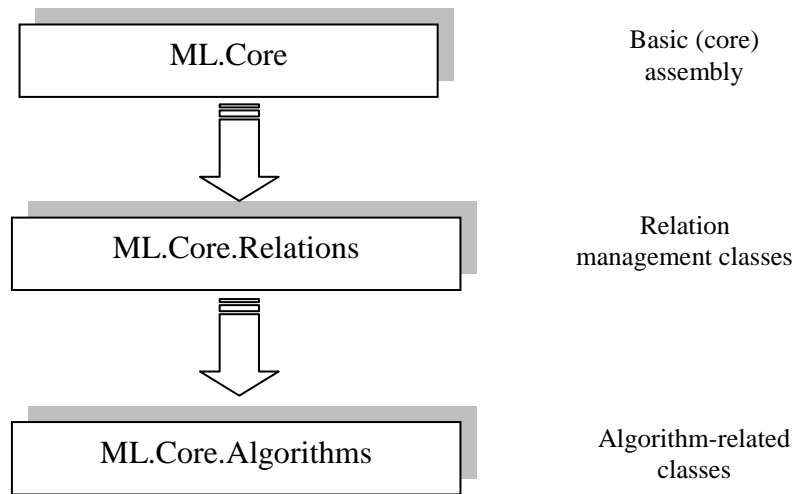 ML.Core
Basic (core)
assembly
ML.Core.Relations
Relation
management classes
ML.Core.Algorithms
Algorithm-related
classes